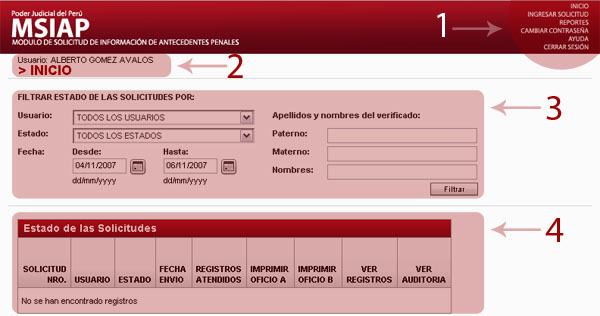 Poder Judicial del Perú
MSIAP
MODULO DE SOLICITUD DE INFORMACIÓN DE ANTECEDENTES PENALES
1
INICIO
INGRESAR SOLICITUD
REPORTES
CAMBIAR CONTRASEÑA
AYUDA
CERRAR SESIÓN
Usuario: ALBERTO GOMEZ AVALOS
> INICIO
2
FILTRAR ESTADO DE LAS SOLICITUDES POR:
3
Usuario: TODOS LOS USUARIOS
Apellidos y nombres del verificado:
Estado: TODOS LOS ESTADOS
Paterno:
Fecha: Desde: Hasta:
Materno:
04/11/2007 06/11/2007
Nombres:
dd/mm/yyyy dd/mm/yyyy
Filtrar
Estado de las Solicitudes
4
SOLICITUD NRO. USUARIO ESTADO FECHA ENVIO REGISTROS ATENDIDOS IMPRIMIR OFICIO A IMPRIMIR OFICIO B VER REGISTROS VER AUDITORIA
No se han encontrado registros